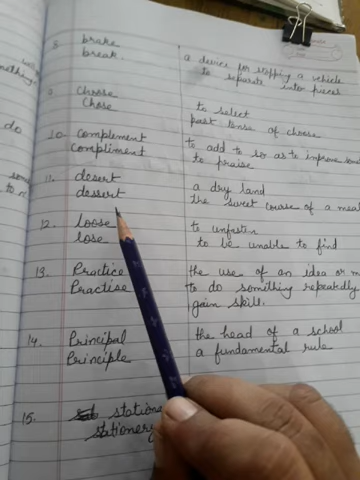 8. brake a device for stopping a vehicle
break. to separate into pieces
9. Choose to select
Chose past tense of choose.
10. Complement to add to so as to improve
Compliment to praise
11. desert a dry land
dessert the sweet course of a meal
12. Loose to unfasten
lose to be unable to find
13. Practice the use of an idea or
Practise to do something repeatedly
gain skill.
14. Principal the head of a school
Principle a fundamental rule
15. station
stationery
do
to